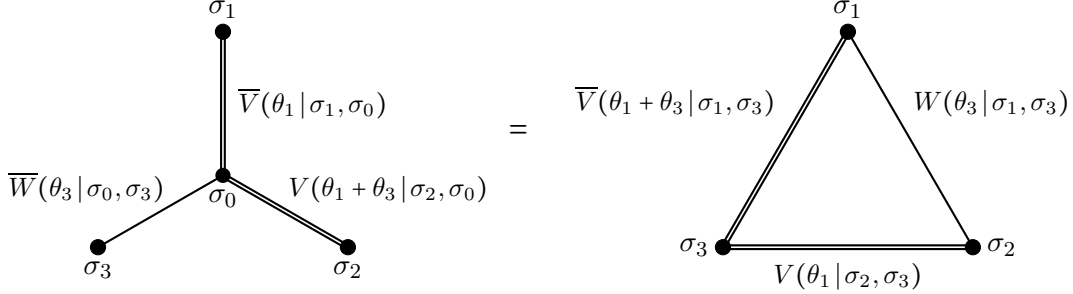 σ₁ σ₁
V̅(θ₁ | σ₁, σ₀) V̅(θ₁ + θ₃ | σ₁, σ₃) W(θ₃ | σ₁, σ₃)
=
W̅(θ₃ | σ₀, σ₃) σ₀ V(θ₁ + θ₃ | σ₂, σ₀)
σ₃ σ₂ σ₃ σ₂
V(θ₁ | σ₂, σ₃)